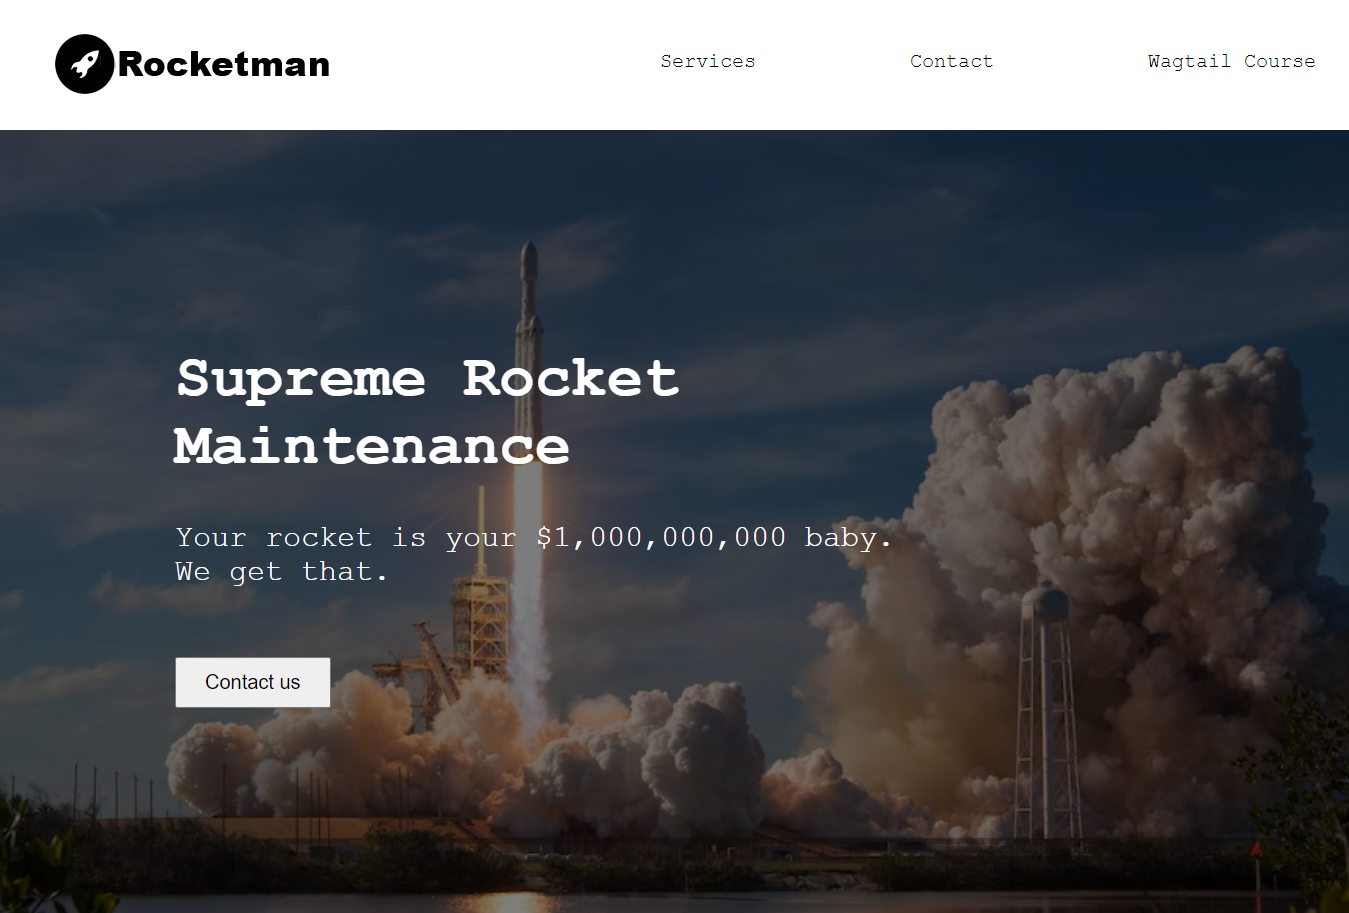 Rocketman
Services
Contact
Wagtail Course
Supreme Rocket
Maintenance
Your rocket is your $1,000,000,000 baby.
We get that.
Contact us